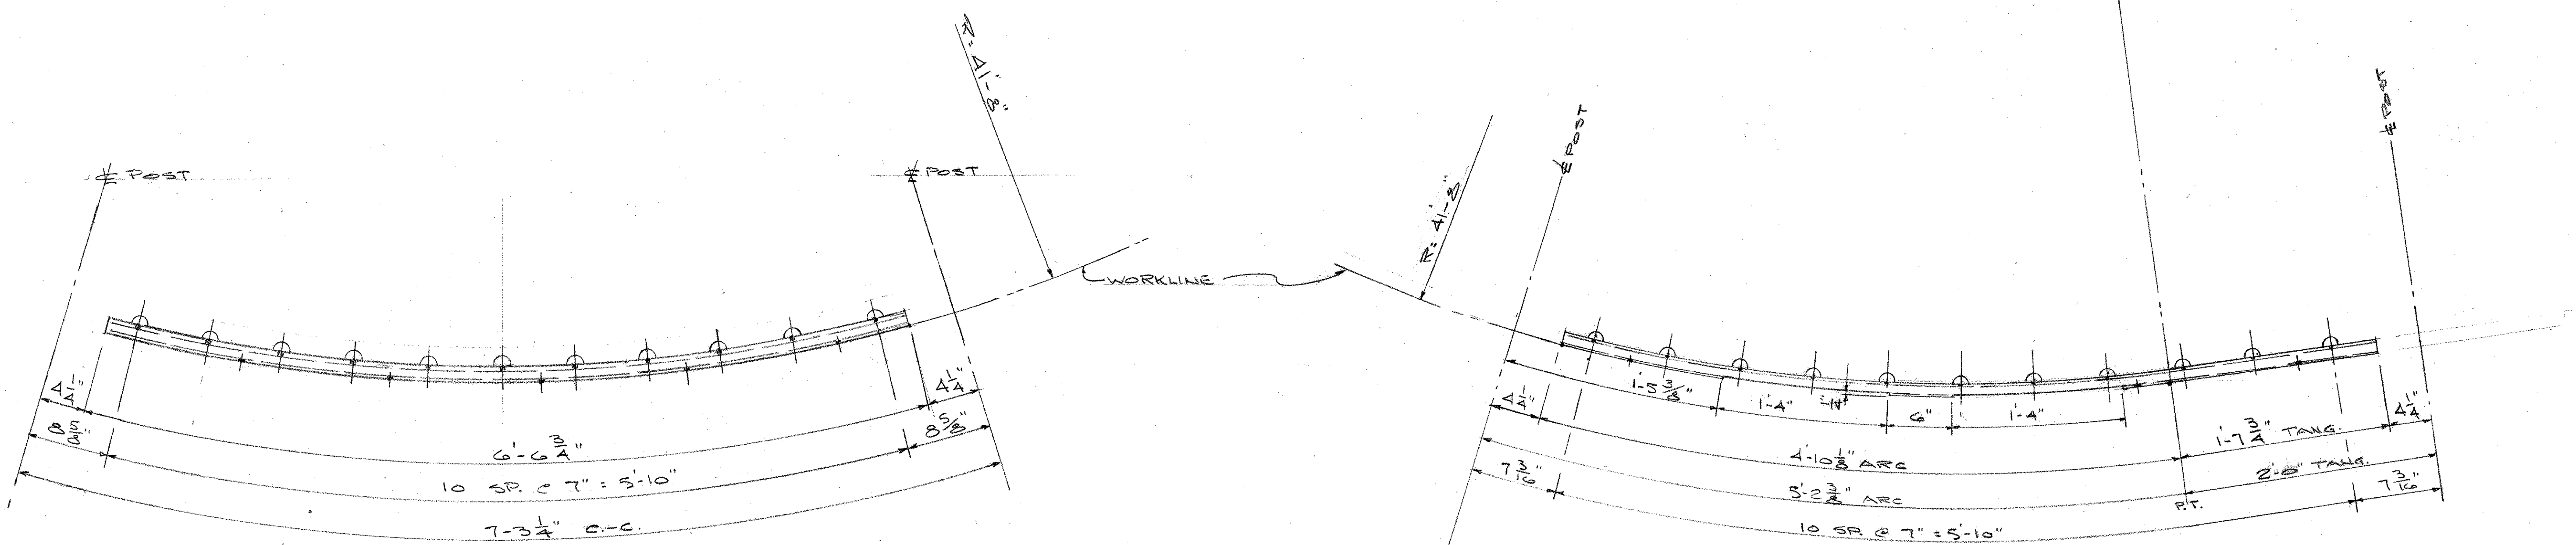 ℄ POST
℄ POST
R= 41'-8"
WORKLINE
R= 41'-8"
℄ POST
℄ POST
4 1/4"
6'-6 3/4"
4 1/4"
8 5/8"
10 SP. @ 7" = 5'-10"
8 5/8"
7-3 1/4" C.-C.
4 1/4"
1'-5 3/8"
1'-4"
6"
1'-4"
4'-10 1/8" ARC
1'-7 3/4" TANG.
4 1/4"
5'-2 3/8" ARC
2'-0" TANG.
P.T.
7 3/16"
10 SP. @ 7" = 5'-10"
7 3/16"